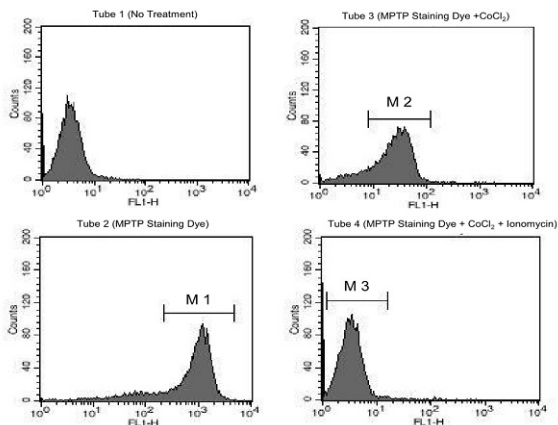 Tube 1 (No Treatment)
200
160
120
80
40
0
Counts
10⁰ 10¹ 10² 10³ 10⁴
FL1-H
Tube 3 (MPTP Staining Dye +CoCl₂)
200
160
120
80
40
0
Counts
M 2
10⁰ 10¹ 10² 10³ 10⁴
FL1-H
Tube 2 (MPTP Staining Dye)
200
160
120
80
40
0
Counts
M 1
10⁰ 10¹ 10² 10³ 10⁴
FL1-H
Tube 4 (MPTP Staining Dye + CoCl₂ + Ionomycin)
200
160
120
80
40
0
Counts
M 3
10⁰ 10¹ 10² 10³ 10⁴
FL1-H